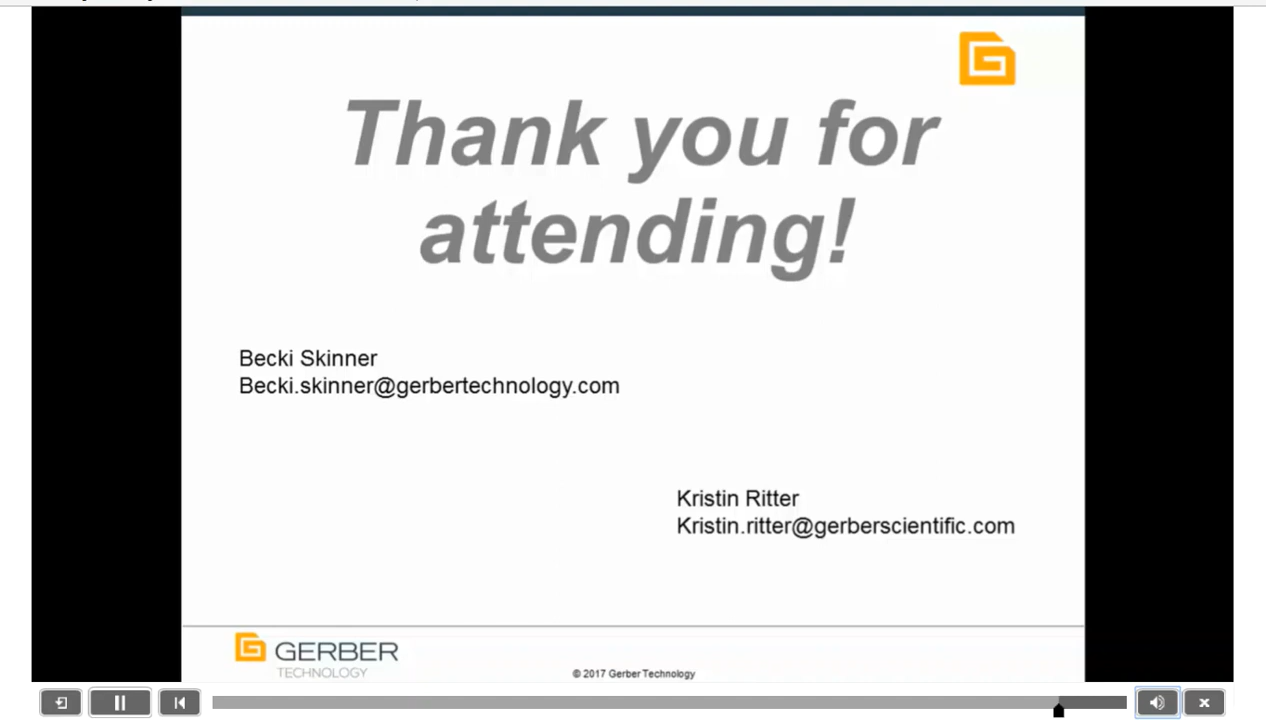 Thank you for
attending!
Becki Skinner
Becki.skinner@gerbertechnology.com
Kristin Ritter
Kristin.ritter@gerberscientific.com
GERBER
TECHNOLOGY
© 2017 Gerber Technology